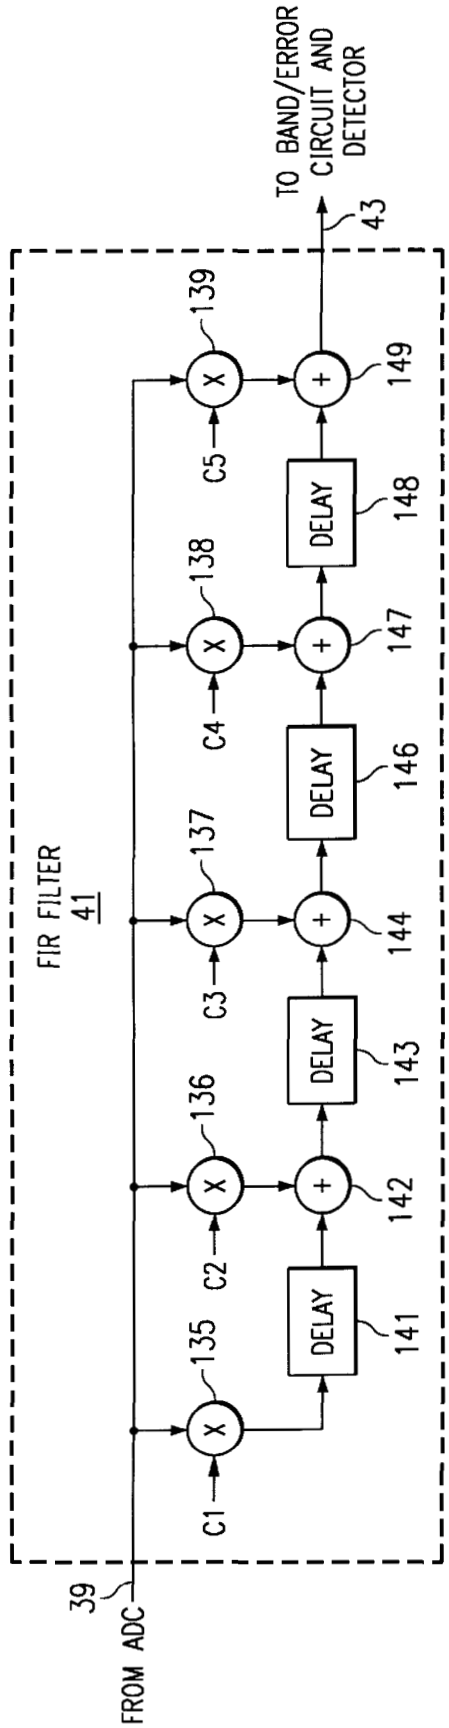 FIR FILTER
41
FROM ADC
39
C1
X
135
C2
X
136
C3
X
137
C4
X
138
C5
X
139
DELAY
141
+
142
DELAY
143
+
144
DELAY
146
+
147
DELAY
148
+
149
43
TO BAND/ERROR
CIRCUIT AND
DETECTOR